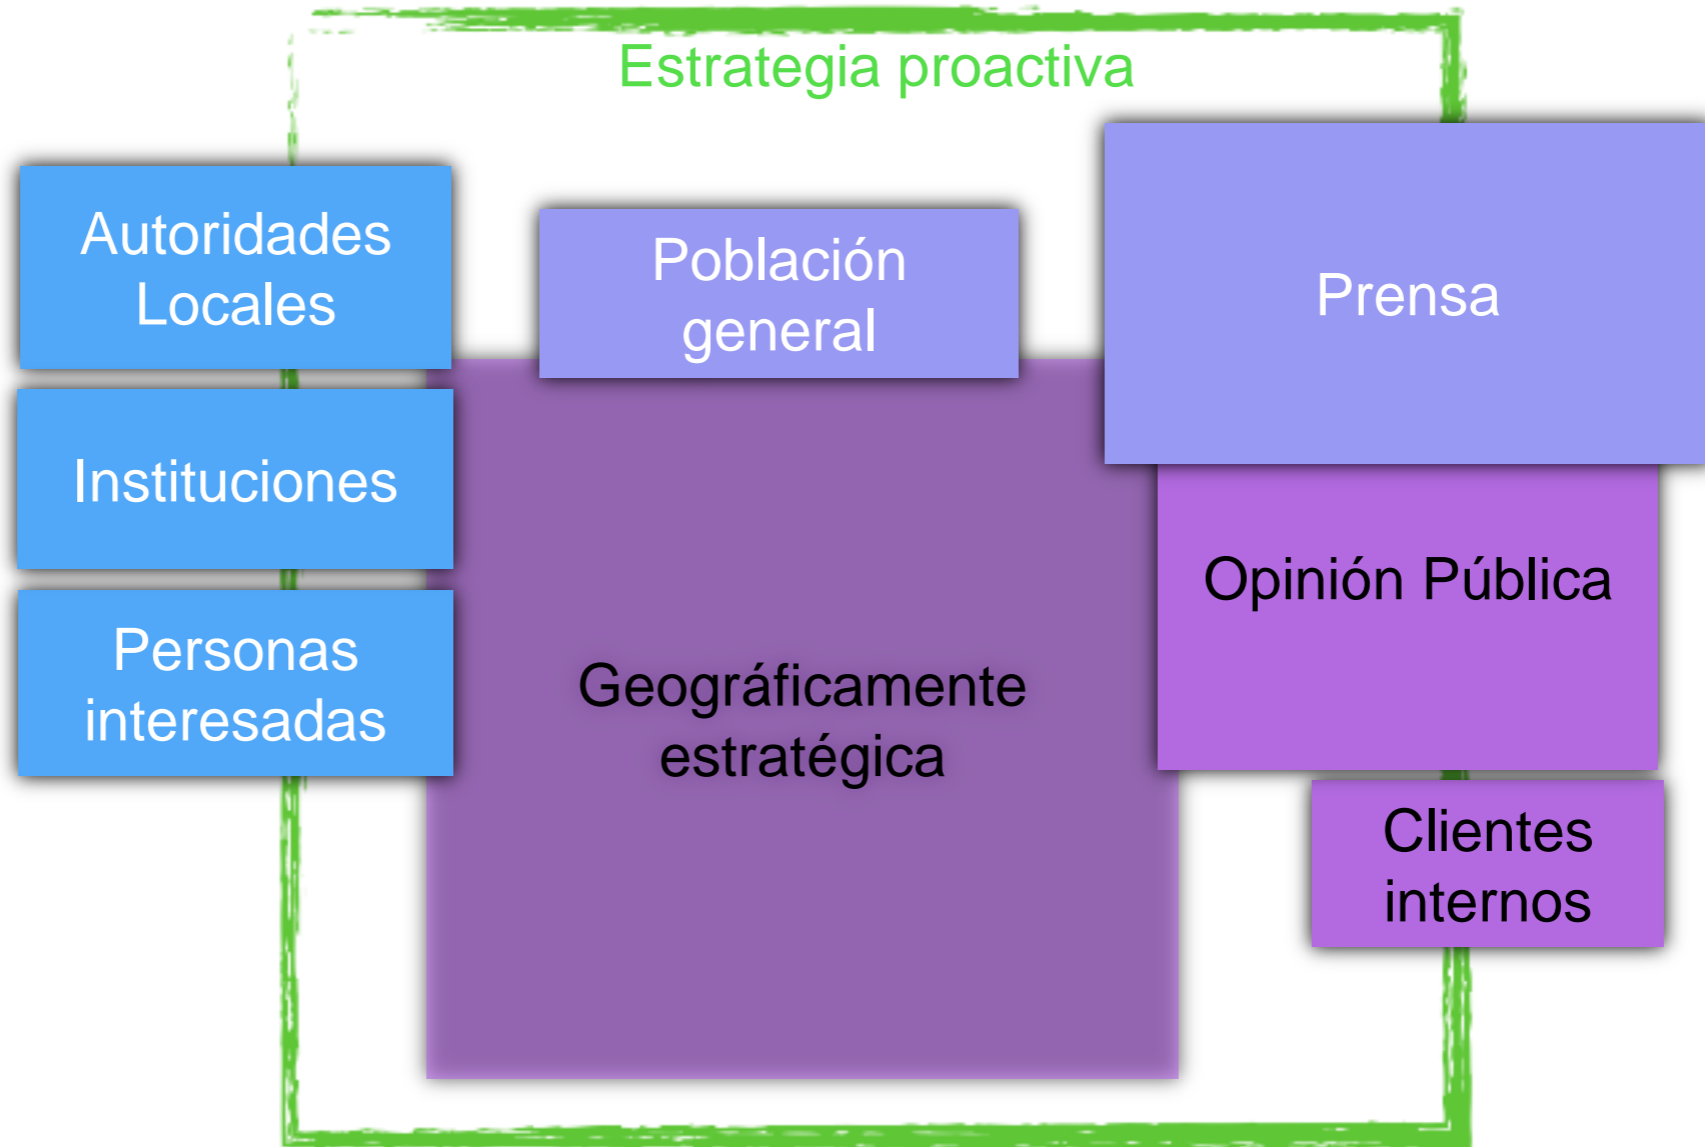 Estrategia proactiva
Autoridades
Locales
Población
general
Prensa
Instituciones
Opinión Pública
Personas
interesadas
Geográficamente
estratégica
Clientes
internos